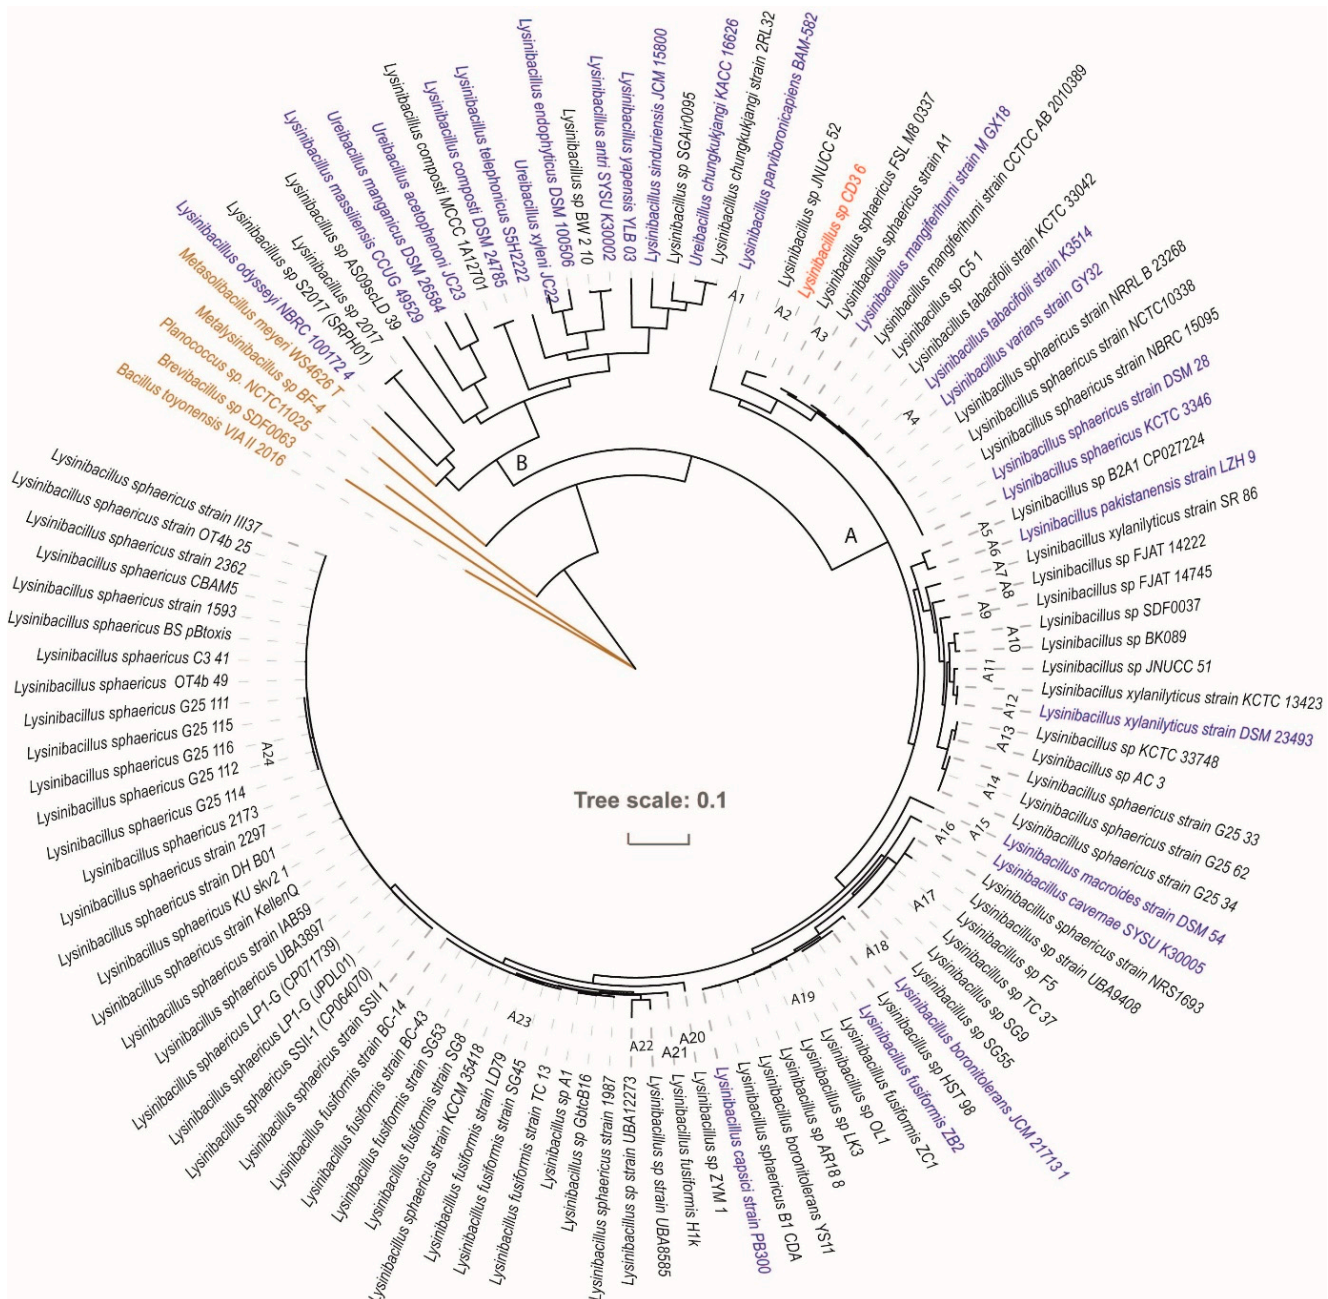 Lysinibacillus parviboronicapiens BAM-582
Lysinibacillus sp JNUCC 52
Lysinibacillus sp CD3 6
Lysinibacillus sphaericus FSL M8 0337
Lysinibacillus sphaericus strain A1
Lysinibacillus mangiferihumi strain M GX18
Lysinibacillus mangiferihumi strain CCTCC AB 2010389
Lysinibacillus sp C5 1
Lysinibacillus tabacifolii strain KCTC 33042
Lysinibacillus tabacifolii strain K3514
Lysinibacillus varians strain GY32
Lysinibacillus sphaericus strain NRRL B 23268
Lysinibacillus sphaericus strain NCTC10338
Lysinibacillus sphaericus strain NBRC 15095
Lysinibacillus sphaericus strain DSM 28
Lysinibacillus sphaericus KCTC 3346
Lysinibacillus sp B2A1 CP027224
Lysinibacillus pakistanensis strain LZH 9
Lysinibacillus xylanilyticus strain SR 86
Lysinibacillus sp FJAT 14222
Lysinibacillus sp FJAT 14745
Lysinibacillus sp SDF0037
Lysinibacillus sp BK089
Lysinibacillus sp JNUCC 51
Lysinibacillus xylanilyticus strain KCTC 13423
Lysinibacillus xylanilyticus strain DSM 23493
Lysinibacillus sp KCTC 33748
Lysinibacillus sp AC 3
Lysinibacillus sphaericus strain G25 33
Lysinibacillus sphaericus strain G25 62
Lysinibacillus sphaericus strain G25 34
Lysinibacillus macroides strain DSM 54
Lysinibacillus cavernae SYSU K30005
Lysinibacillus sphaericus strain NRS1693
Lysinibacillus sp strain UBA9408
Lysinibacillus sp F5
Lysinibacillus sp TC 37
Lysinibacillus sp SG9
Lysinibacillus sp SG55
Lysinibacillus boronitolerans JCM 21713 1
Lysinibacillus sp HST 98
Lysinibacillus fusiformis ZB2
Lysinibacillus fusiformis ZC1
Lysinibacillus sp OL1
Lysinibacillus sp LK3
Lysinibacillus sp AR18 8
Lysinibacillus boronitolerans YS11
Lysinibacillus sphaericus B1 CDA
Lysinibacillus capsici strain PB300
Lysinibacillus sp ZYM 1
Lysinibacillus fusiformis H1k
Lysinibacillus sp strain UBA8585
Lysinibacillus sp strain UBA12273
Lysinibacillus sphaericus strain 1987
Lysinibacillus sp GbtcB16
Lysinibacillus sp A1
Lysinibacillus fusiformis strain TC 13
Lysinibacillus fusiformis strain SG45
Lysinibacillus fusiformis strain LD79
Lysinibacillus sphaericus strain KCCM 35418
Lysinibacillus fusiformis strain SG8
Lysinibacillus fusiformis strain SG53
Lysinibacillus fusiformis strain BC-43
Lysinibacillus fusiformis strain BC-14
Lysinibacillus sphaericus strain SSII 1
Lysinibacillus sphaericus SSII-1 (CP064070)
Lysinibacillus sphaericus LP1-G (JPDL01)
Lysinibacillus sphaericus LP1-G (CP071739)
Lysinibacillus sphaericus UBA3897
Lysinibacillus sphaericus strain IAB59
Lysinibacillus sphaericus strain KellenQ
Lysinibacillus sphaericus KU skv2 1
Lysinibacillus sphaericus strain DH B01
Lysinibacillus sphaericus strain 2297
Lysinibacillus sphaericus 2173
Lysinibacillus sphaericus G25 114
Lysinibacillus sphaericus G25 112
Lysinibacillus sphaericus G25 116
Lysinibacillus sphaericus G25 115
Lysinibacillus sphaericus G25 111
Lysinibacillus sphaericus OT4b 49
Lysinibacillus sphaericus C3 41
Lysinibacillus sphaericus BS pBtoxis
Lysinibacillus sphaericus strain 1593
Lysinibacillus sphaericus CBAM5
Lysinibacillus sphaericus strain 2362
Lysinibacillus sphaericus strain OT4b 25
Lysinibacillus sphaericus strain III37
Bacillus toyonensis VIA II 2016
Brevibacillus sp SDF0063
Planococcus sp. NCTC11025
Metalysinibacillus sp BF-4
Metasolibacillus meyeri WS4626 T
Lysinibacillus odysseyi NBRC 100172 4
Lysinibacillus sp S2017 (SRPH01)
Lysinibacillus sp 2017
Lysinibacillus sp AS09scLD 39
Lysinibacillus massiliensis CCUG 49529
Ureibacillus manganicus DSM 26584
Ureibacillus acetophenoni JC23
Lysinibacillus composti MCCC 1A12701
Lysinibacillus composti DSM 24785
Lysinibacillus telephonicus S5H2222
Ureibacillus xyleni JC22
Lysinibacillus endophyticus DSM 100506
Lysinibacillus sp BW 2 10
Lysinibacillus antri SYSU K30002
Lysinibacillus yapensis YLB 03
Lysinibacillus sinduriensis JCM 15800
Lysinibacillus sp SGAir0095
Ureibacillus chungkukjangi KACC 16626
Lysinibacillus chungkukjangi strain 2RL32
A1
A2
A3
A4
A5
A6
A7
A8
A9
A10
A11
A12
A13
A14
A15
A16
A17
A18
A19
A20
A21
A22
A23
A24
A
B
Tree scale: 0.1